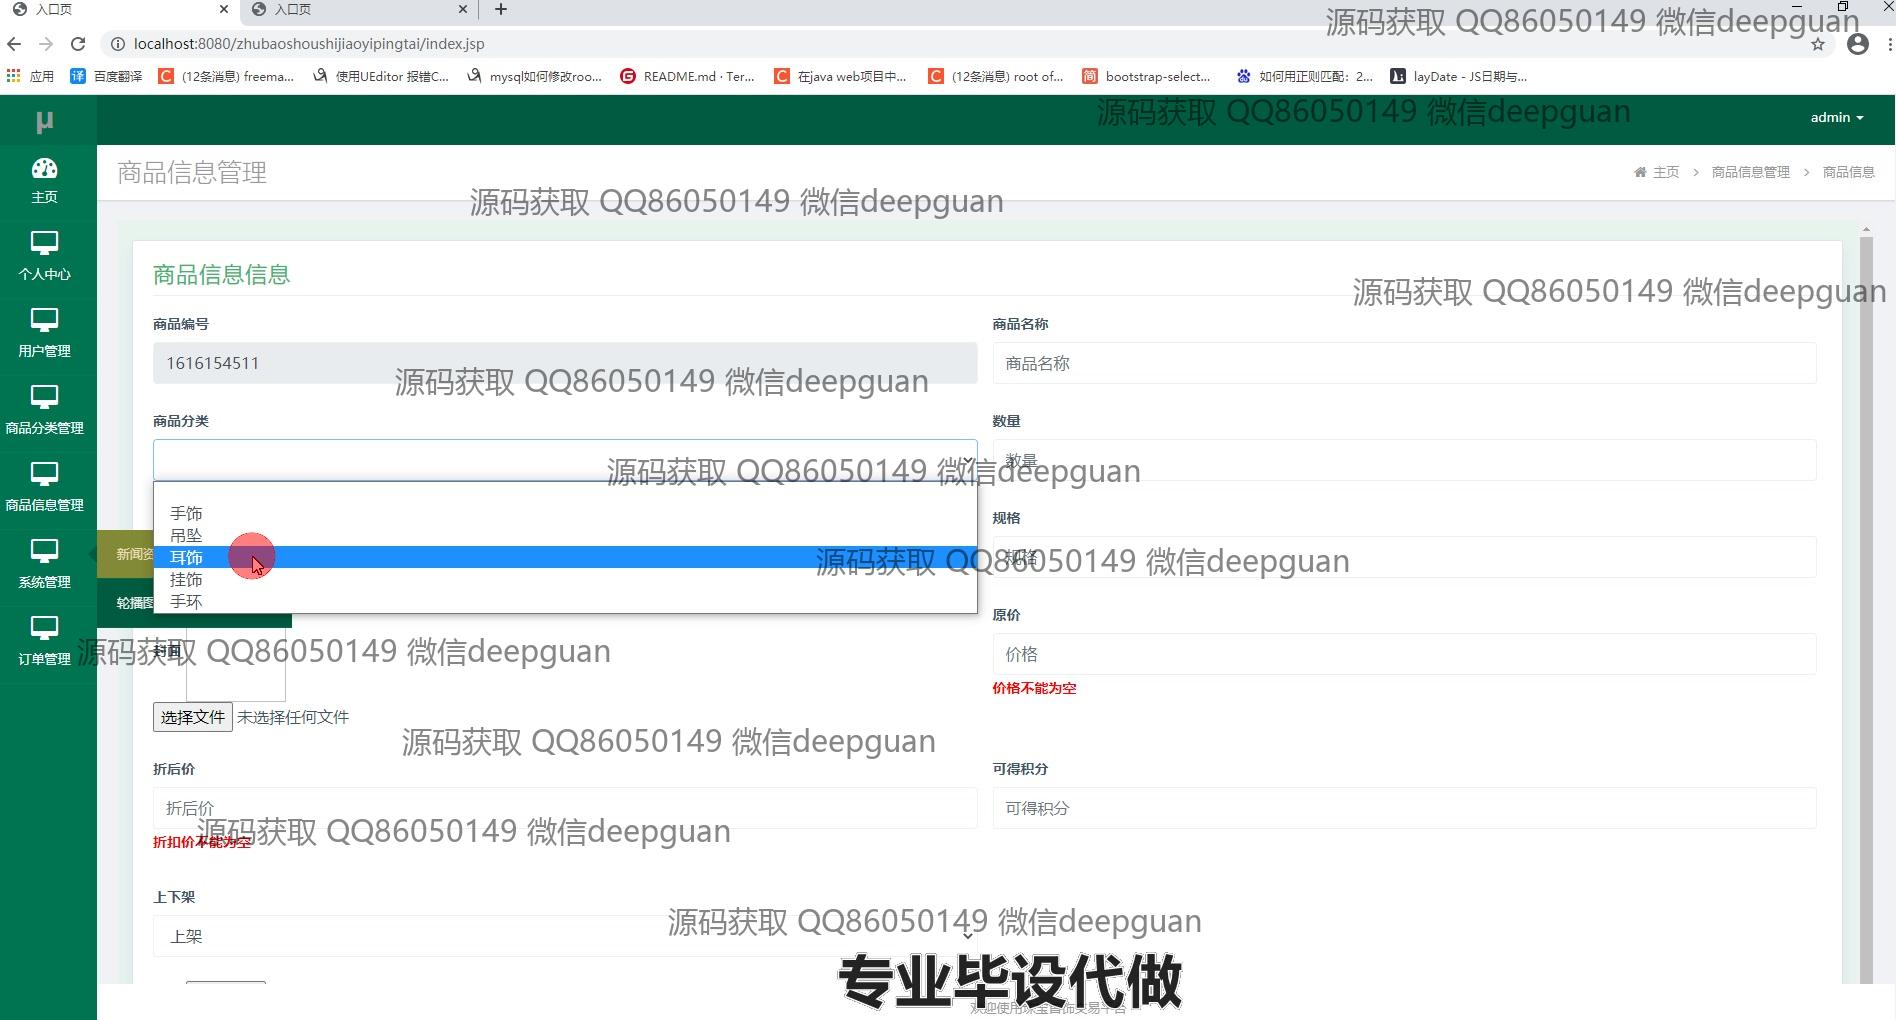 入口页
入口页
localhost:8080/zhubaoshoushijiaoyipingtai/index.jsp
源码获取 QQ86050149 微信deepguan
应用
百度翻译
(12条消息) freema...
使用UEditor 报错C...
mysql如何修改roo...
README.md · Ter...
在java web项目中...
(12条消息) root of...
bootstrap-select...
如何用正则匹配：2...
layDate - JS日期与...
μ
源码获取 QQ86050149 微信deepguan
admin
主页
个人中心
用户管理
商品分类管理
商品信息管理
系统管理
订单管理
商品信息管理
主页 > 商品信息管理 > 商品信息
源码获取 QQ86050149 微信deepguan
商品信息信息
源码获取 QQ86050149 微信deepguan
商品编号
商品名称
1616154511
商品名称
源码获取 QQ86050149 微信deepguan
商品分类
数量
数量
源码获取 QQ86050149 微信deepguan
手饰
吊坠
耳饰
挂饰
手环
规格
规格
源码获取 QQ86050149 微信deepguan
新闻资
轮播图
原价
价格
价格不能为空
封面
源码获取 QQ86050149 微信deepguan
选择文件 未选择任何文件
源码获取 QQ86050149 微信deepguan
折后价
可得积分
折后价
可得积分
折扣价不能为空
源码获取 QQ86050149 微信deepguan
上下架
上架
源码获取 QQ86050149 微信deepguan
专业毕设代做
欢迎使用珠宝首饰交易平台